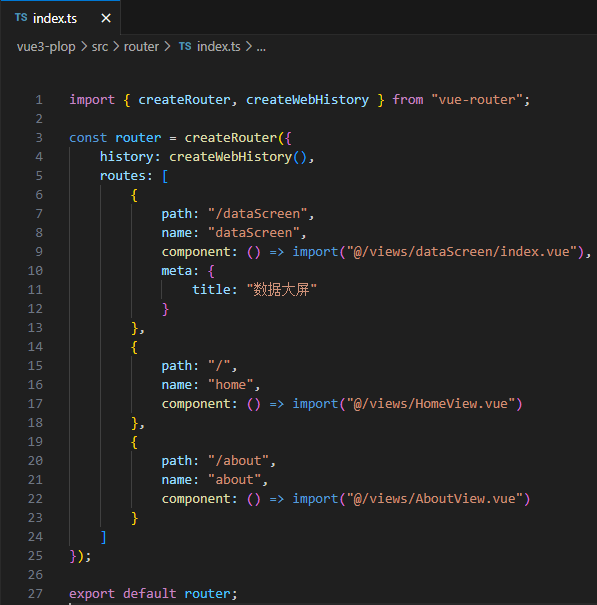 TS index.ts ×
vue3-plop > src > router > TS index.ts > ...
1 import { createRouter, createWebHistory } from "vue-router";
2
3 const router = createRouter({
4     history: createWebHistory(),
5     routes: [
6         {
7             path: "/dataScreen",
8             name: "dataScreen",
9             component: () => import("@/views/dataScreen/index.vue"),
10             meta: {
11                 title: "数据大屏"
12             }
13         },
14         {
15             path: "/",
16             name: "home",
17             component: () => import("@/views/HomeView.vue")
18         },
19         {
20             path: "/about",
21             name: "about",
22             component: () => import("@/views/AboutView.vue")
23         }
24     ]
25 });
26
27 export default router;